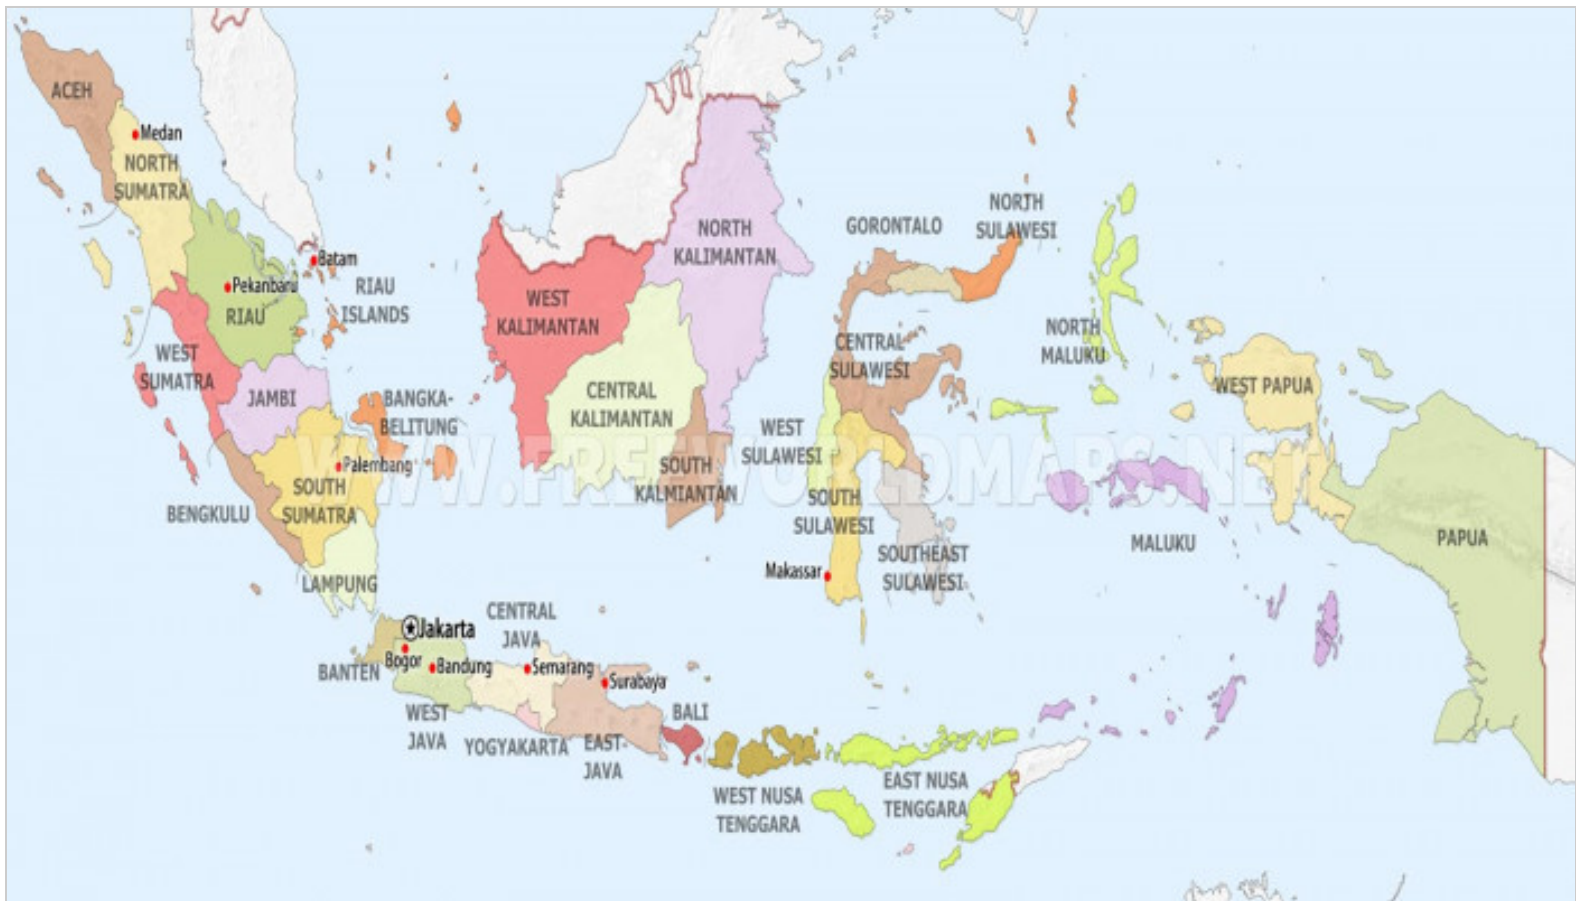 ACEH
Medan
NORTH
SUMATRA
Batam
Pekanbaru
RIAU
RIAU
ISLANDS
WEST
SUMATRA
JAMBI
BANGKA-
BELITUNG
Palembang
SOUTH
SUMATRA
BENGKULU
LAMPUNG
NORTH
KALIMANTAN
WEST
KALIMANTAN
CENTRAL
KALIMANTAN
SOUTH
KALMIANTAN
GORONTALO
NORTH
SULAWESI
CENTRAL
SULAWESI
WEST
SULAWESI
SOUTH
SULAWESI
SOUTHEAST
SULAWESI
Makassar
NORTH
MALUKU
WEST PAPUA
MALUKU
PAPUA
WWW.FREEWORLDMAPS.NET
Jakarta
BANTEN
Bogor
Bandung
CENTRAL
JAVA
Semarang
Surabaya
WEST
JAVA
YOGYAKARTA
EAST-
JAVA
BALI
WEST NUSA
TENGGARA
EAST NUSA
TENGGARA